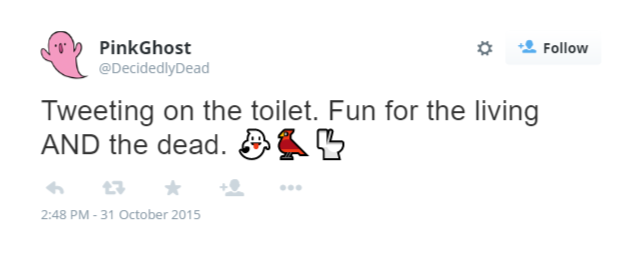 PinkGhost
@DecidedlyDead
Follow
Tweeting on the toilet. Fun for the living
AND the dead. 👻🐦🚽
2:48 PM - 31 October 2015